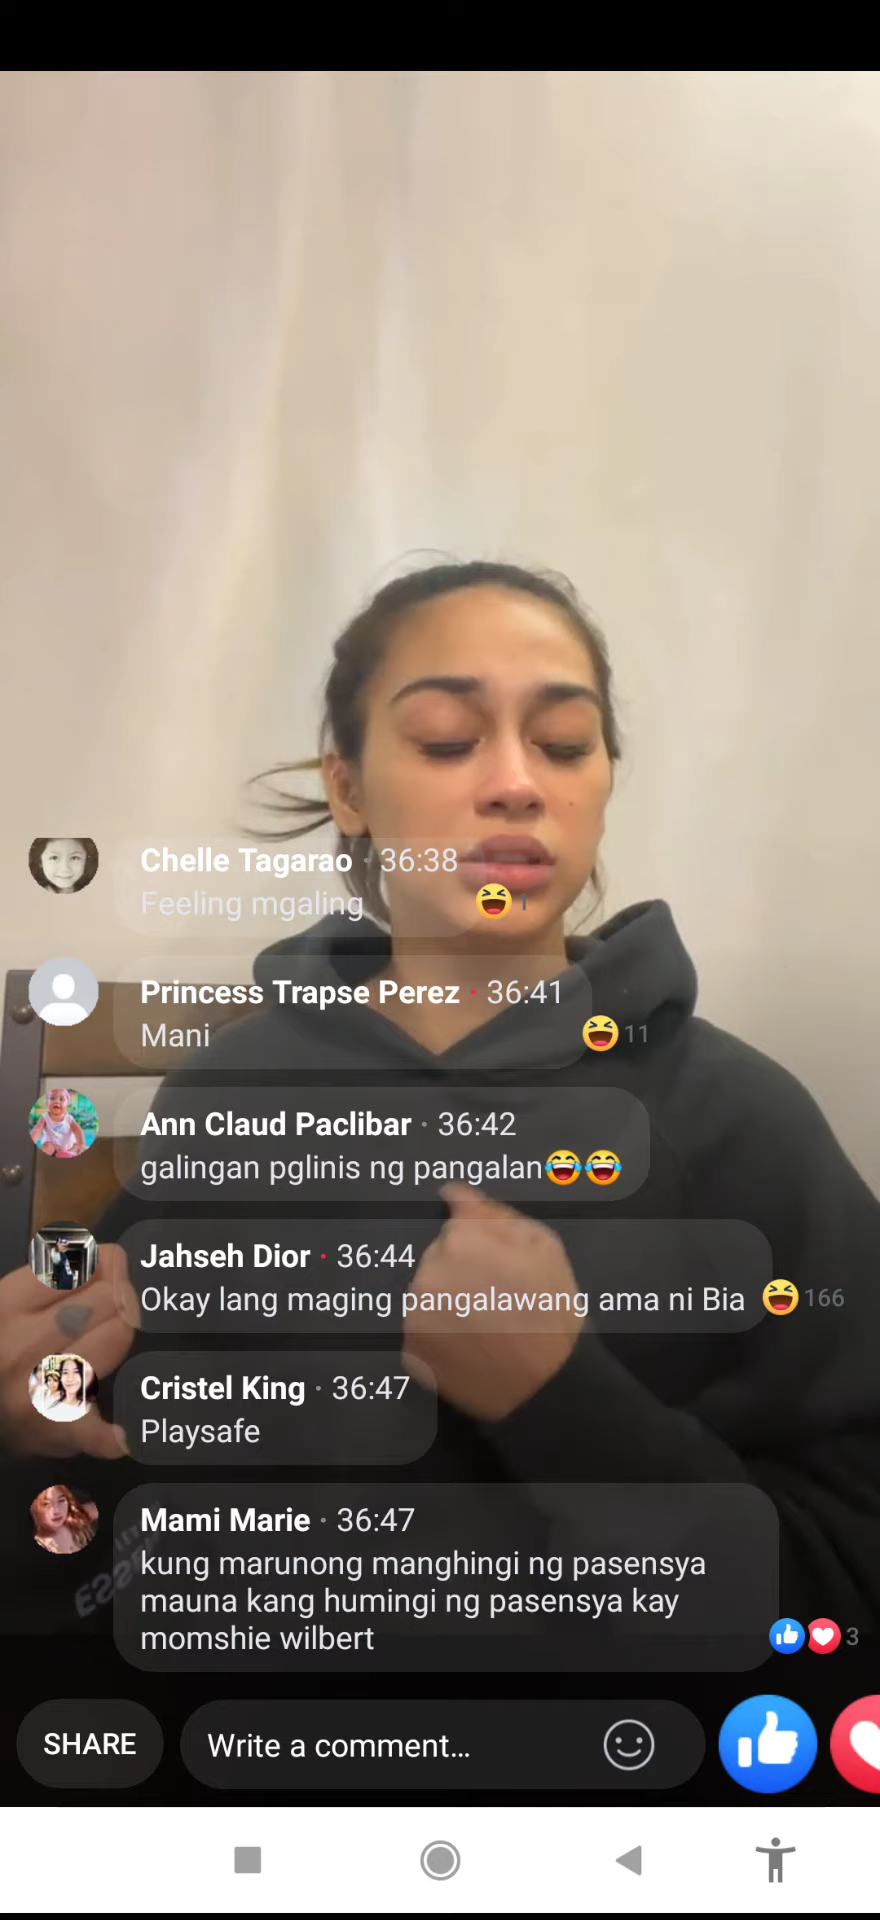 Chelle Tagarao · 36:38
Feeling mgaling
1
Princess Trapse Perez · 36:41
Mani
11
Ann Claud Paclibar · 36:42
galingan pglinis ng pangalan😂😂
Jahseh Dior · 36:44
Okay lang maging pangalawang ama ni Bia
166
Cristel King · 36:47
Playsafe
Mami Marie · 36:47
kung marunong manghingi ng pasensya
mauna kang humingi ng pasensya kay
momshie wilbert
3
SHARE
Write a comment...